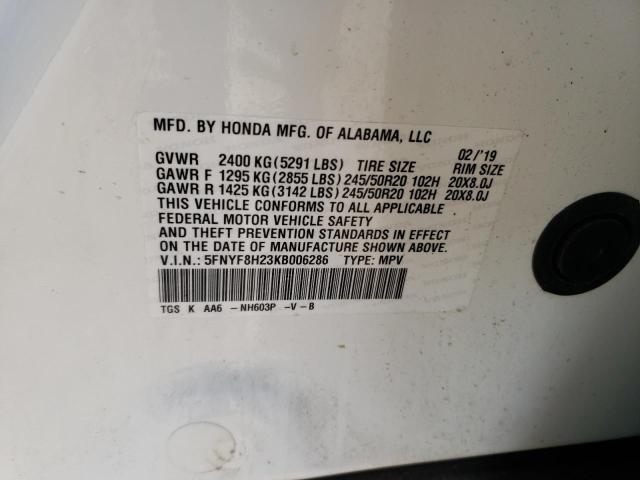 MFD. BY HONDA MFG. OF ALABAMA, LLC
02/'19
GVWR 2400 KG(5291 LBS) TIRE SIZE RIM SIZE
GAWR F 1295 KG(2855 LBS)245/50R20 102H 20X8.0J
GAWR R 1425 KG(3142 LBS)245/50R20 102H 20X8.0J
THIS VEHICLE CONFORMS TO ALL APPLICABLE
FEDERAL MOTOR VEHICLE SAFETY
AND THEFT PREVENTION STANDARDS IN EFFECT
ON THE DATE OF MANUFACTURE SHOWN ABOVE.
V.I.N.: 5FNYF8H23KB006286 TYPE: MPV
TGS K AA6 -NH603P -V-B